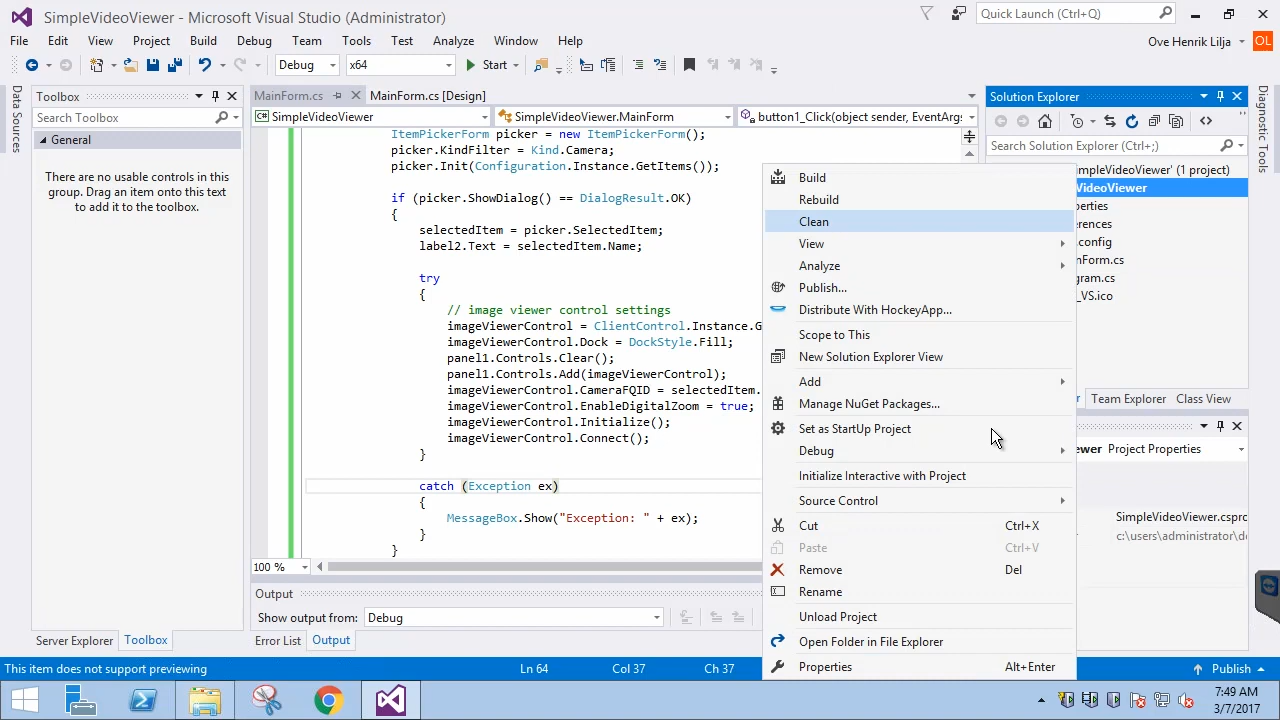 SimpleVideoViewer - Microsoft Visual Studio (Administrator)
Quick Launch (Ctrl+Q)
File Edit View Project Build Debug Team Tools Test Analyze Window Help
Ove Henrik Lilja OL
Debug x64 Start
Data Sources
Toolbox
Search Toolbox
General
There are no usable controls in this
group. Drag an item onto this text
to add it to the toolbox.
MainForm.cs MainForm.cs [Design]
SimpleVideoViewer SimpleVideoViewer.MainForm button1_Click(object sender, EventArgs
ItemPickerForm picker = new ItemPickerForm();
picker.KindFilter = Kind.Camera;
picker.Init(Configuration.Instance.GetItems());
if (picker.ShowDialog() == DialogResult.OK)
{
selectedItem = picker.SelectedItem;
label2.Text = selectedItem.Name;
try
{
// image viewer control settings
imageViewerControl = ClientControl.Instance.G
imageViewerControl.Dock = DockStyle.Fill;
panel1.Controls.Clear();
panel1.Controls.Add(imageViewerControl);
imageViewerControl.CameraFQID = selectedItem.
imageViewerControl.EnableDigitalZoom = true;
imageViewerControl.Initialize();
imageViewerControl.Connect();
}
catch (Exception ex)
{
MessageBox.Show("Exception: " + ex);
}
}
100 %
Build
Rebuild
Clean
View
Analyze
Publish...
Distribute With HockeyApp...
Scope to This
New Solution Explorer View
Add
Manage NuGet Packages...
Set as StartUp Project
Debug
Initialize Interactive with Project
Source Control
Cut Ctrl+X
Paste Ctrl+V
Remove Del
Rename
Unload Project
Open Folder in File Explorer
Properties Alt+Enter
Solution Explorer
Search Solution Explorer (Ctrl+;)
impleVideoViewer' (1 project)
VideoViewer
perties
erences
.config
nForm.cs
gram.cs
_VS.ico
Team Explorer Class View
ewer Project Properties
SimpleVideoViewer.cspro
c:\users\administrator\de
Diagnostic Tools
Output
Show output from: Debug
Server Explorer Toolbox
Error List Output
This item does not support previewing Ln 64 Col 37 Ch 37 Publish
7:49 AM
3/7/2017